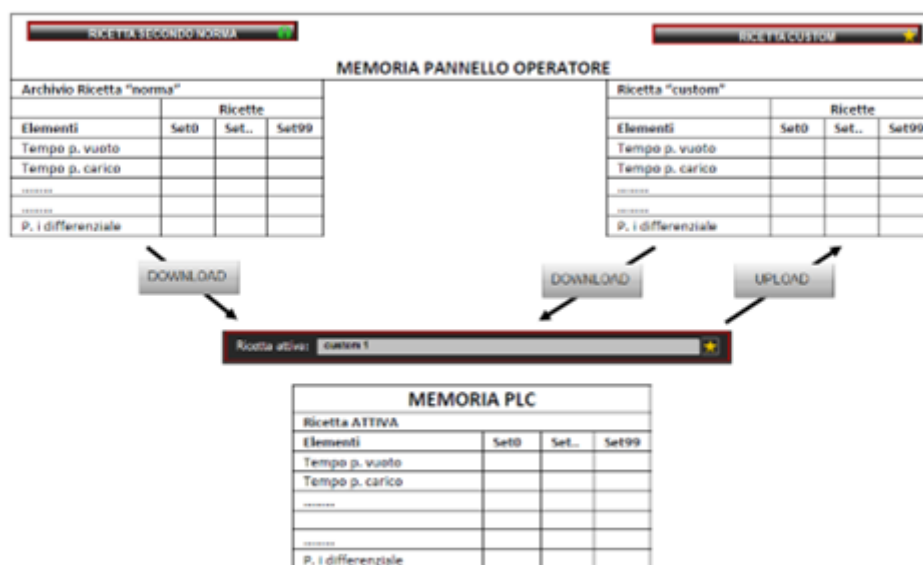 RICETTA SECONDO NORMA
RICETTA CUSTOM
MEMORIA PANNELLO OPERATORE
Archivio Ricetta "norma"
Ricette
Elementi Set0 Set.. Set99
Tempo p. vuoto
Tempo p. carico
........
........
P. i differenziale
Ricetta "custom"
Ricette
Elementi Set0 Set.. Set99
Tempo p. vuoto
Tempo p. carico
........
........
P. i differenziale
DOWNLOAD
DOWNLOAD
UPLOAD
Ricetta attiva: custom 1
MEMORIA PLC
Ricetta ATTIVA
Elementi Set0 Set.. Set99
Tempo p. vuoto
Tempo p. carico
........
........
P. i differenziale